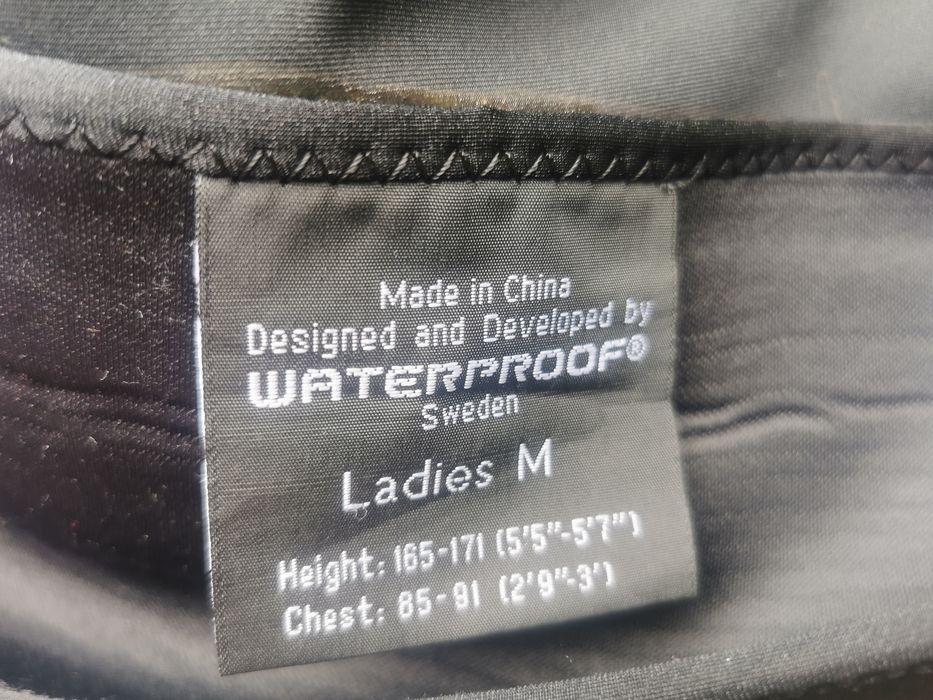 Made in China
Designed and Developed by
WATERPROOF®
Sweden
Ladies M
Height: 165-171 (5'5"-5'7")
Chest: 85-91 (2'9"-3')